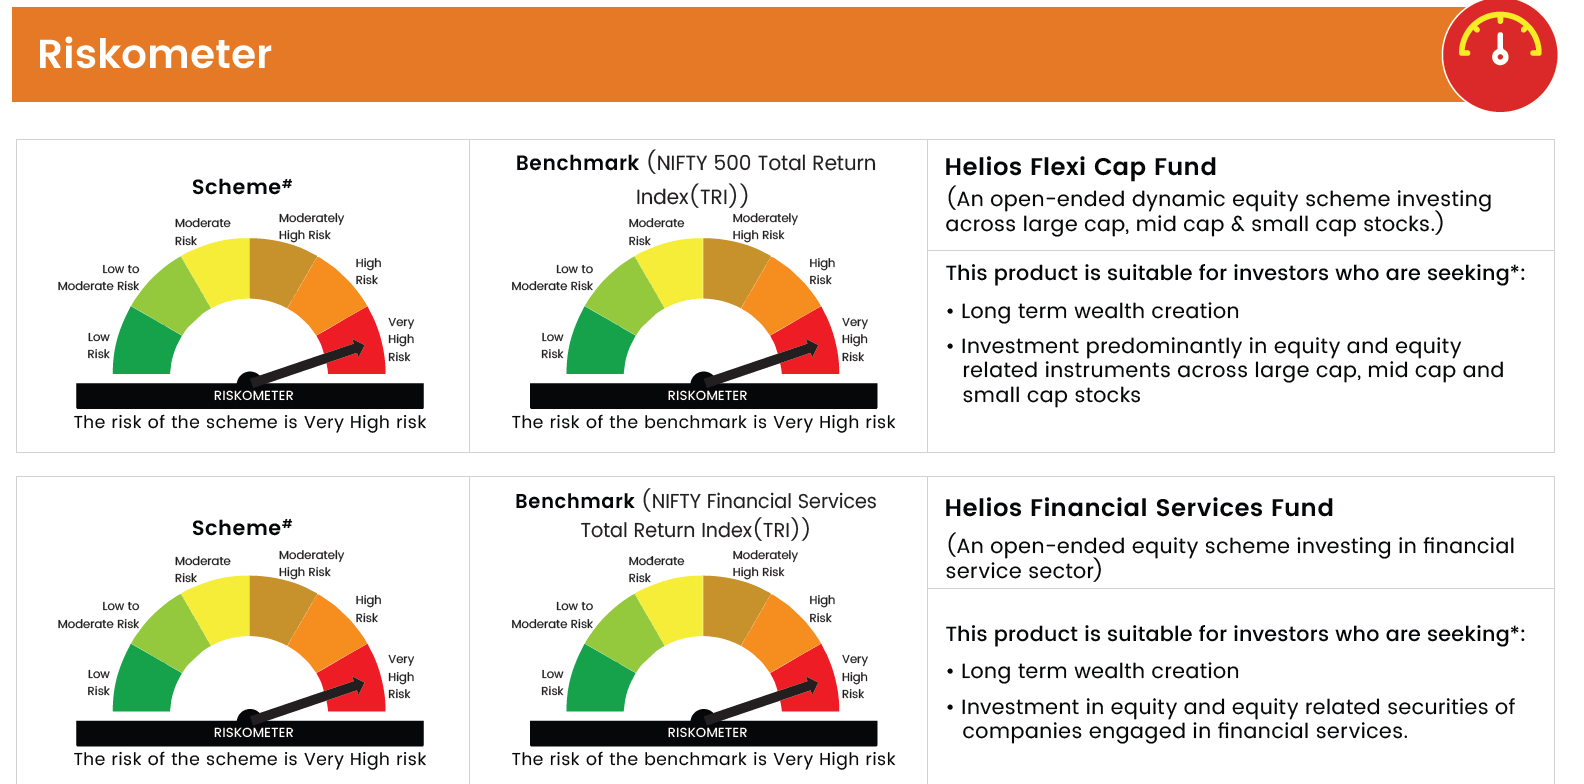 Riskometer
Scheme#
Moderate
Risk
Moderately
High Risk
Low to
Moderate Risk
High
Risk
Low
Risk
Very
High
Risk
RISKOMETER
The risk of the scheme is Very High risk
Benchmark (NIFTY 500 Total Return
Index(TRI))
Moderate
Risk
Moderately
High Risk
Low to
Moderate Risk
High
Risk
Low
Risk
Very
High
Risk
RISKOMETER
The risk of the benchmark is Very High risk
Helios Flexi Cap Fund
(An open-ended dynamic equity scheme investing
across large cap, mid cap & small cap stocks.)
This product is suitable for investors who are seeking*:
• Long term wealth creation
• Investment predominantly in equity and equity
related instruments across large cap, mid cap and
small cap stocks
Scheme#
Moderate
Risk
Moderately
High Risk
Low to
Moderate Risk
High
Risk
Low
Risk
Very
High
Risk
RISKOMETER
The risk of the scheme is Very High risk
Benchmark (NIFTY Financial Services
Total Return Index(TRI))
Moderate
Risk
Moderately
High Risk
Low to
Moderate Risk
High
Risk
Low
Risk
Very
High
Risk
RISKOMETER
The risk of the benchmark is Very High risk
Helios Financial Services Fund
(An open-ended equity scheme investing in financial
service sector)
This product is suitable for investors who are seeking*:
• Long term wealth creation
• Investment in equity and equity related securities of
companies engaged in financial services.